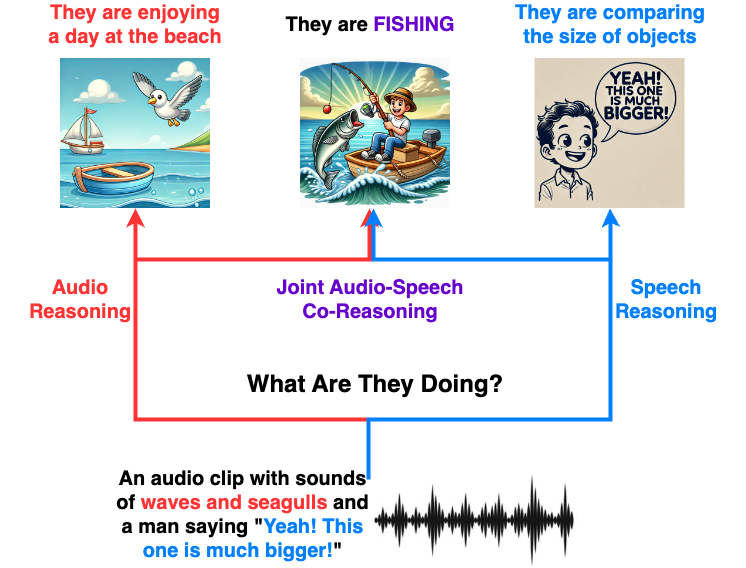 They are enjoying
a day at the beach
They are FISHING
They are comparing
the size of objects
YEAH!
THIS ONE
IS MUCH
BIGGER!
Audio
Reasoning
Joint Audio-Speech
Co-Reasoning
Speech
Reasoning
What Are They Doing?
An audio clip with sounds
of waves and seagulls and
a man saying "Yeah! This
one is much bigger!"